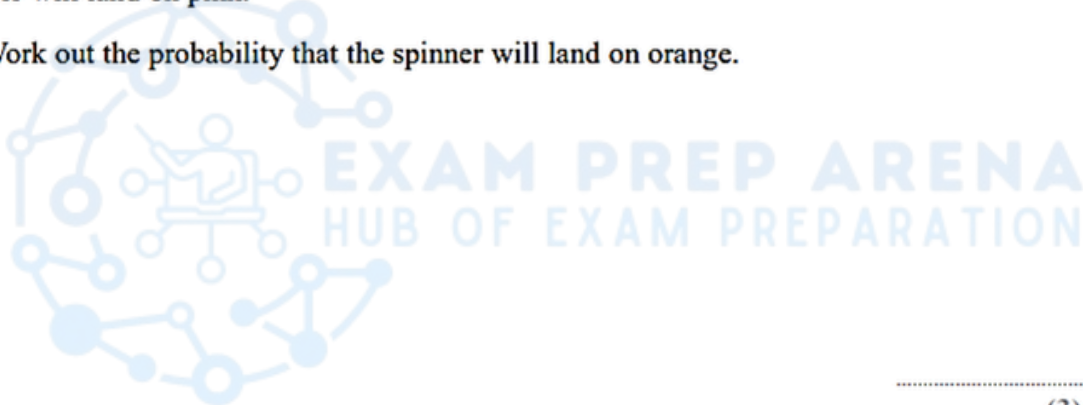 Work out the probability that the spinner will land on orange.
EXAM PREP ARENA
HUB OF EXAM PREPARATION